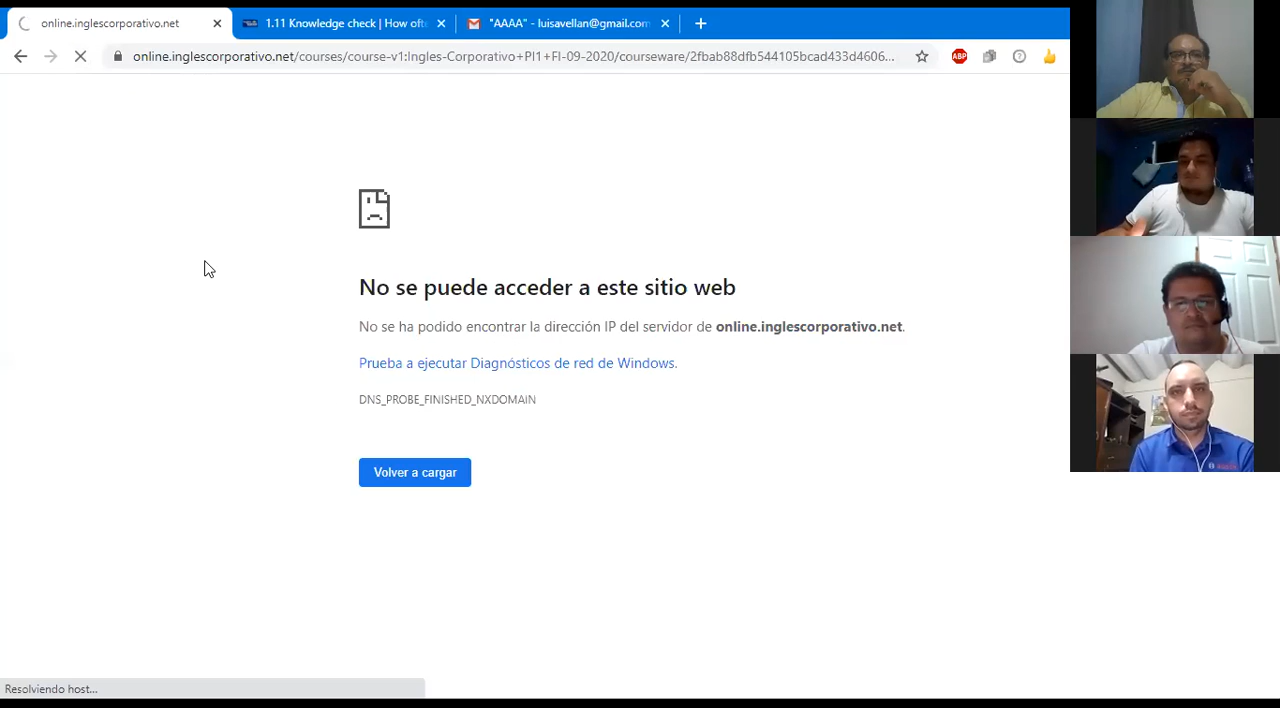 online.inglescorporativo.net
1.11 Knowledge check | How oft
"AAAA" - luisavellan@gmail.com
online.inglescorporativo.net/courses/course-v1:Ingles-Corporativo+PI1+FI-09-2020/courseware/2fbab88dfb544105bcad433d4606...
ABP
No se puede acceder a este sitio web
No se ha podido encontrar la dirección IP del servidor de online.inglescorporativo.net.
Prueba a ejecutar Diagnósticos de red de Windows.
DNS_PROBE_FINISHED_NXDOMAIN
Volver a cargar
Resolviendo host...